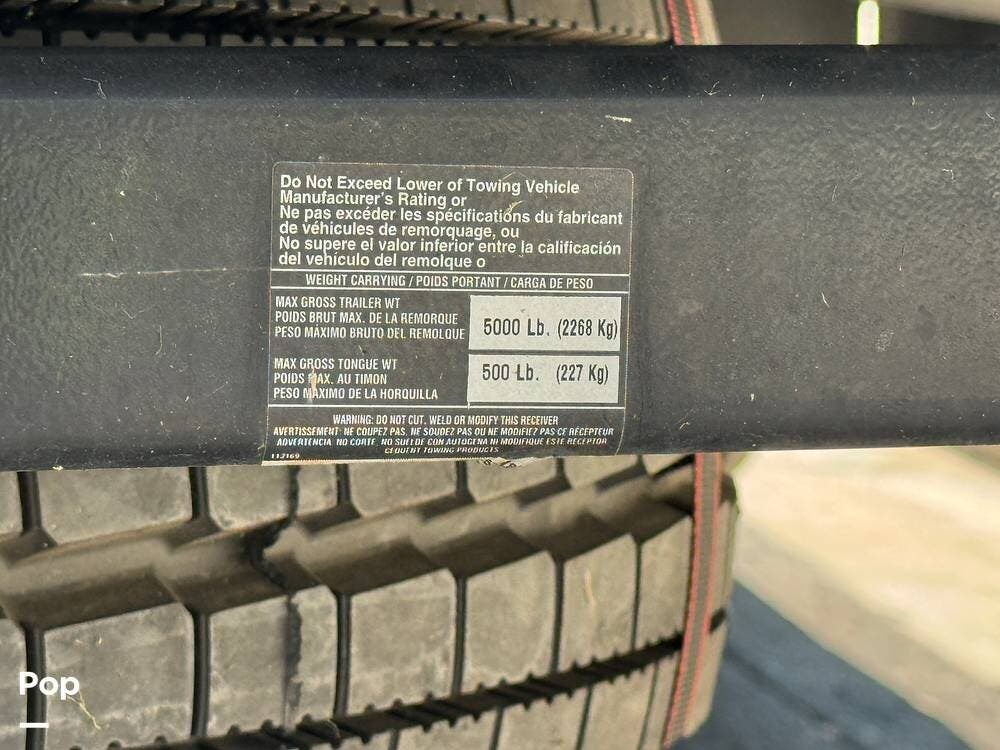 Do Not Exceed Lower of Towing Vehicle
Manufacturer's Rating or
Ne pas excéder les spécifications du fabricant
de véhicules de remorquage, ou
No supere el valor inferior entre la calificación
del vehículo del remolque o
WEIGHT CARRYING / POIDS PORTANT / CARGA DE PESO
MAX GROSS TRAILER WT
POIDS BRUT MAX. DE LA REMORQUE
PESO MÁXIMO BRUTO DEL REMOLQUE
5000 Lb. (2268 Kg)
MAX GROSS TONGUE WT
POIDS MAX. AU TIMON
PESO MÁXIMO DE LA HORQUILLA
500 Lb. (227 Kg)
WARNING: DO NOT CUT, WELD OR MODIFY THIS RECEIVER
AVERTISSEMENT: NE COUPEZ PAS, NE SOUDEZ PAS OU NE MODIFIEZ PAS CE RÉCEPTEUR
ADVERTENCIA: NO CORTE, NO SUELDE CON AUTOGENA NI MODIFIQUE ESTE RECEPTOR
CEQUENT TOWING PRODUCTS
112169
Pop